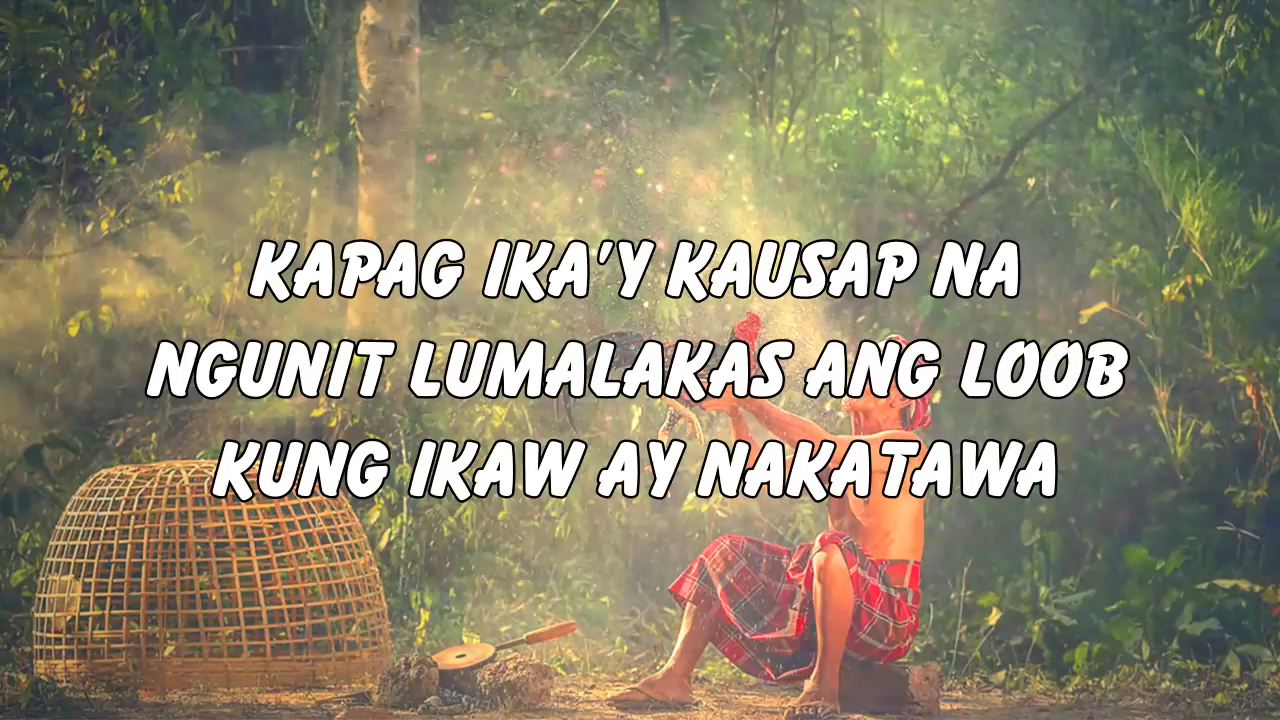 KAPAG IKA'Y KAUSAP NA
NGUNIT LUMALAKAS ANG LOOB
KUNG IKAW AY NAKATAWA